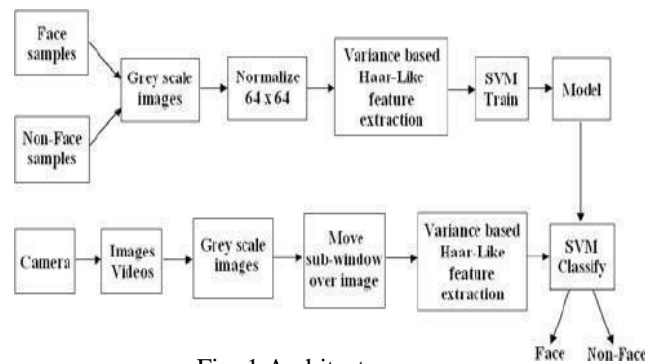 Face
samples
Non-Face
samples
Grey scale
images
Normalize
64 x 64
Variance based
Haar-Like
feature
extraction
SVM
Train
Model
Camera
Images
Videos
Grey scale
images
Move
sub-window
over image
Variance based
Haar-Like
feature
extraction
SVM
Classify
Face Non-Face